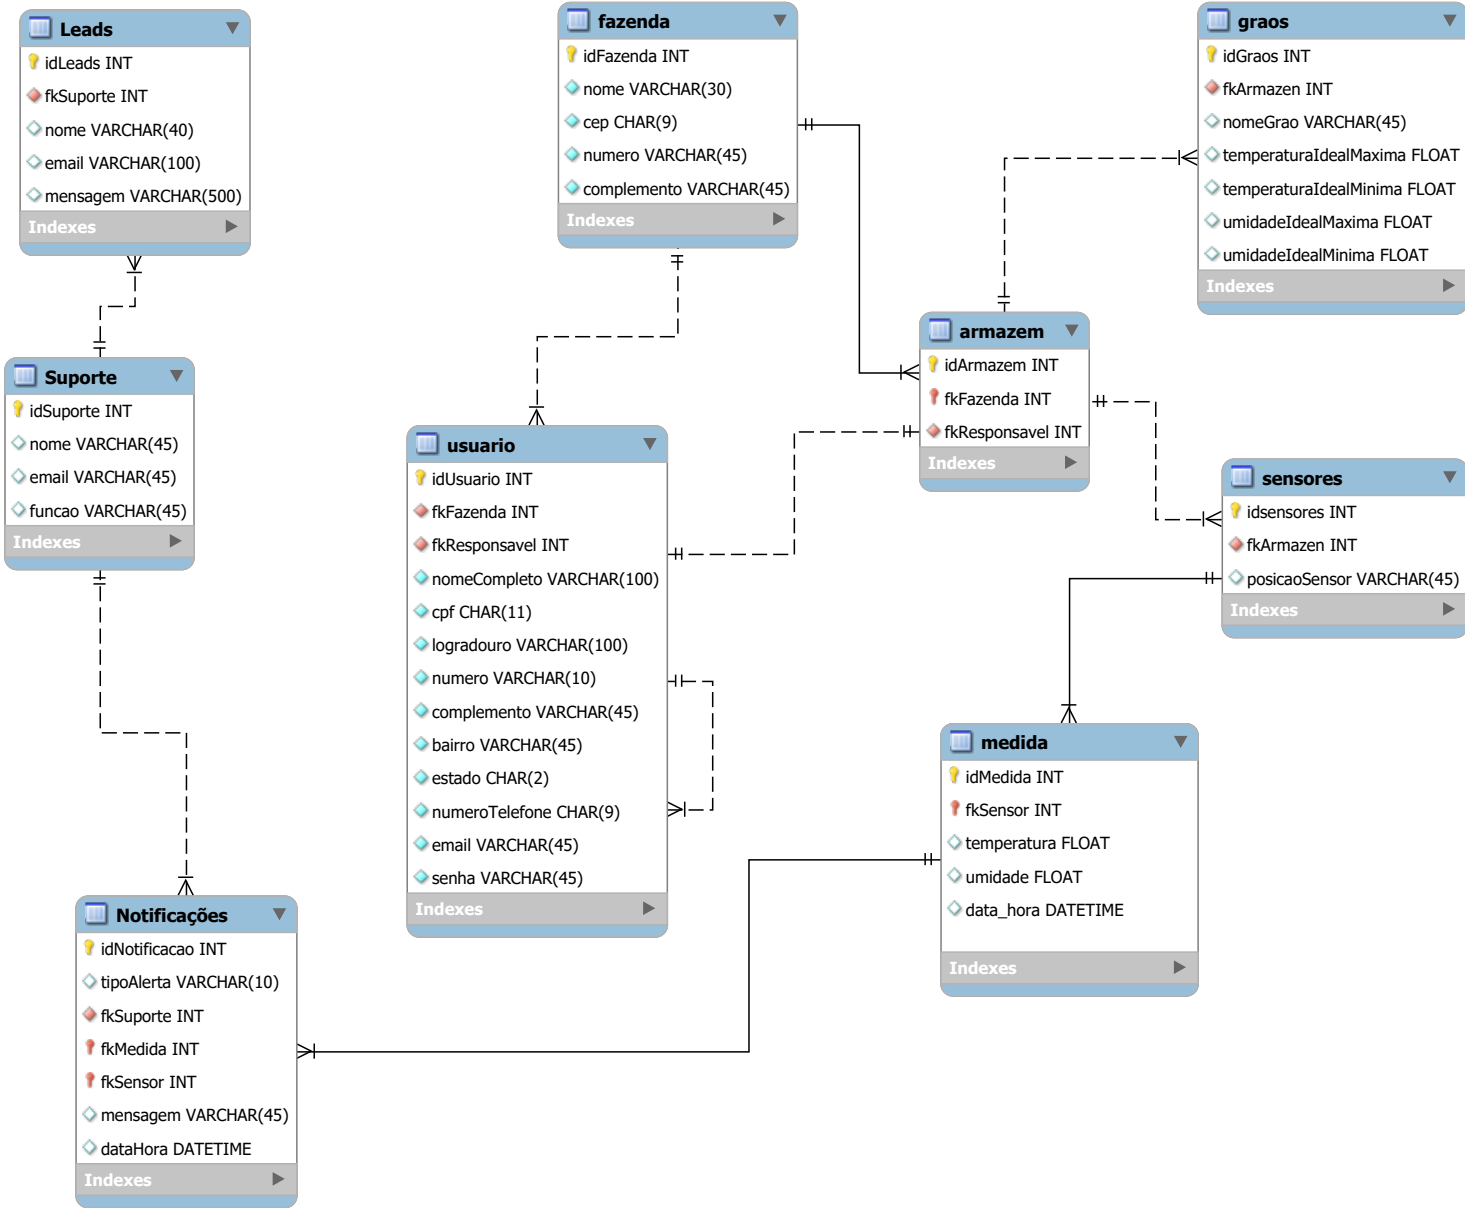 Leads
idLeads INT
fkSuporte INT
nome VARCHAR(40)
email VARCHAR(100)
mensagem VARCHAR(500)
Indexes
fazenda
idFazenda INT
nome VARCHAR(30)
cep CHAR(9)
numero VARCHAR(45)
complemento VARCHAR(45)
Indexes
graos
idGraos INT
fkArmazen INT
nomeGrao VARCHAR(45)
temperaturaIdealMaxima FLOAT
temperaturaIdealMinima FLOAT
umidadeIdealMaxima FLOAT
umidadeIdealMinima FLOAT
Indexes
armazem
idArmazem INT
fkFazenda INT
fkResponsavel INT
Indexes
Suporte
idSuporte INT
nome VARCHAR(45)
email VARCHAR(45)
funcao VARCHAR(45)
Indexes
usuario
idUsuario INT
fkFazenda INT
fkResponsavel INT
nomeCompleto VARCHAR(100)
cpf CHAR(11)
logradouro VARCHAR(100)
numero VARCHAR(10)
complemento VARCHAR(45)
bairro VARCHAR(45)
estado CHAR(2)
numeroTelefone CHAR(9)
email VARCHAR(45)
senha VARCHAR(45)
Indexes
sensores
idsensores INT
fkArmazen INT
posicaoSensor VARCHAR(45)
Indexes
medida
idMedida INT
fkSensor INT
temperatura FLOAT
umidade FLOAT
data_hora DATETIME
Indexes
Notificações
idNotificacao INT
tipoAlerta VARCHAR(10)
fkSuporte INT
fkMedida INT
fkSensor INT
mensagem VARCHAR(45)
dataHora DATETIME
Indexes